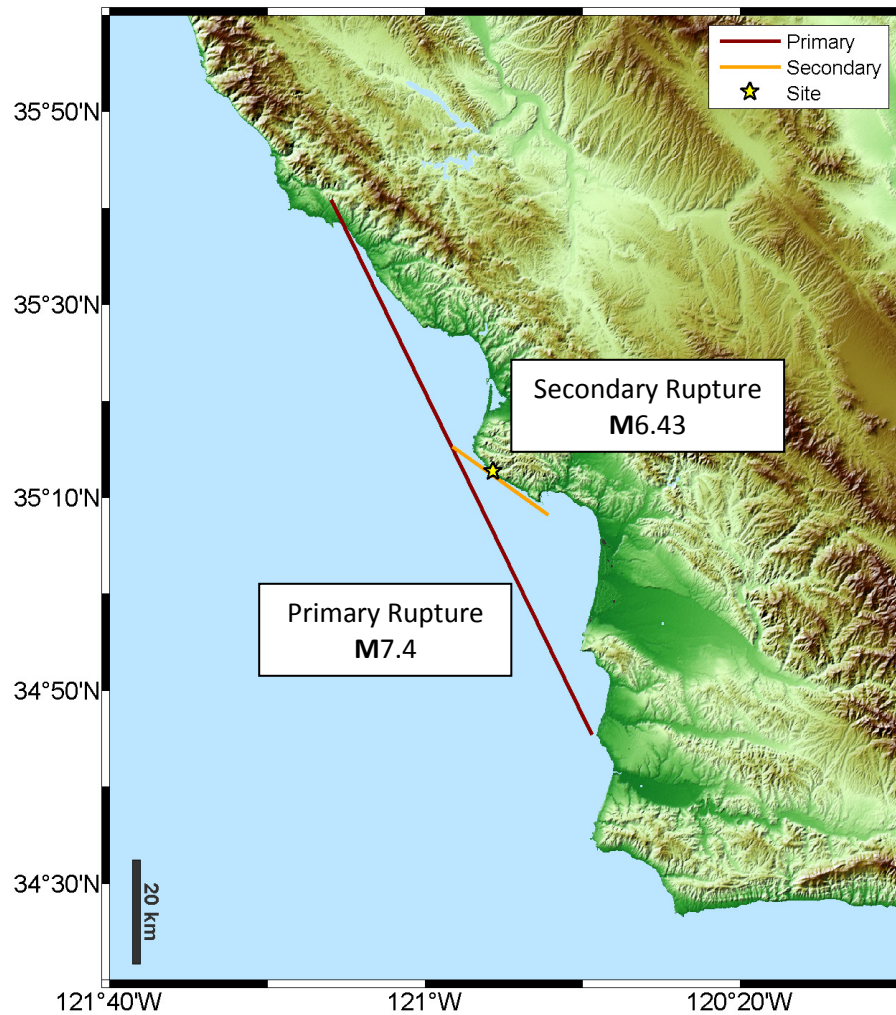 Primary
Secondary
Site
35°50'N
35°30'N
Secondary Rupture
M6.43
35°10'N
Primary Rupture
M7.4
34°50'N
34°30'N
20 km
121°40'W
121°W
120°20'W